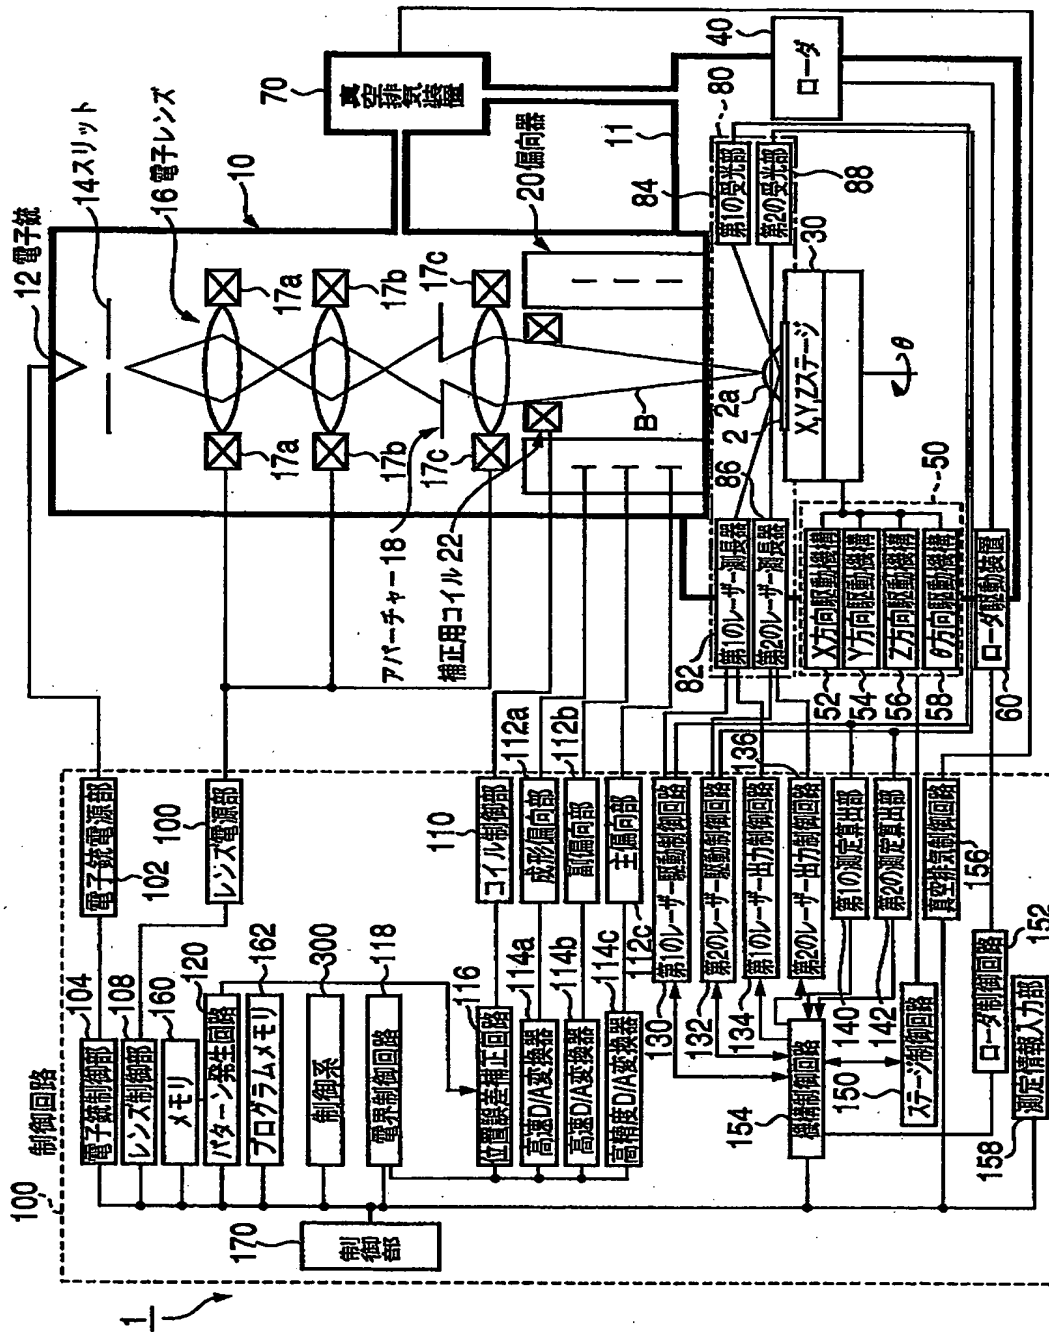 1
100
制御回路
170
制御部
104
電子銃制御部
108
レンズ制御部
160
メモリ
120
パターン発生回路
162
プログラムメモリ
300
制御系
118
電界制御回路
116
位置誤差補正回路
114a
高速D/A変換器
114b
高速D/A変換器
114c
高精度D/A変換器
154
機構制御回路
150
ステージ制御回路
152
ローダ制御回路
158
測定情報入力部
電子銃電源部
102
100
レンズ電源部
110
コイル制御部
112a
成形偏向部
112b
副偏向部
112c
主偏向部
130
第1のレーザー駆動制御回路
132
第2のレーザー駆動制御回路
134
第1のレーザー出力制御回路
136
第2のレーザー出力制御回路
140
第1の測定算出部
142
第2の測定算出部
156
真空排気制御回路
12電子銃
14スリット
16電子レンズ
10
17a
17a
17b
17b
アパーチャー18
17c
17c
補正用コイル22
20偏向器
B
11
70
真空排気装置
40
ローダ
80
84
第1の受光部
88
第2の受光部
82
第1のレーザー測長器
86
第2のレーザー測長器
2
2a
30
X,Y,Zステージ
θ
50
52
X方向駆動機構
54
Y方向駆動機構
56
Z方向駆動機構
58
θ方向駆動機構
60
ローダ駆動装置